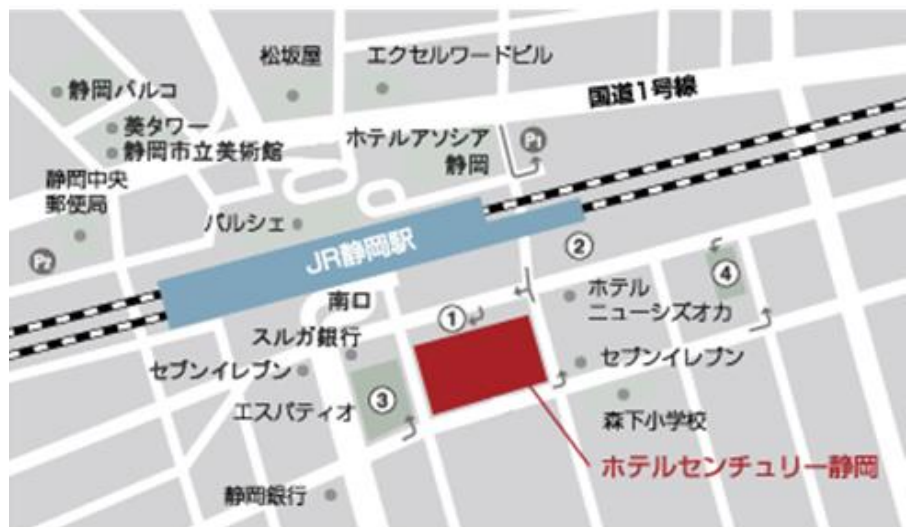 松坂屋
エクセルワードビル
国道1号線
静岡パルコ
葵タワー
静岡市立美術館
ホテルアソシア
静岡
静岡中央
郵便局
パルシェ
JR静岡駅
②
④
南口
①
ホテル
ニューシズオカ
スルガ銀行
セブンイレブン
セブンイレブン
エスパティオ
③
森下小学校
ホテルセンチュリー静岡
静岡銀行